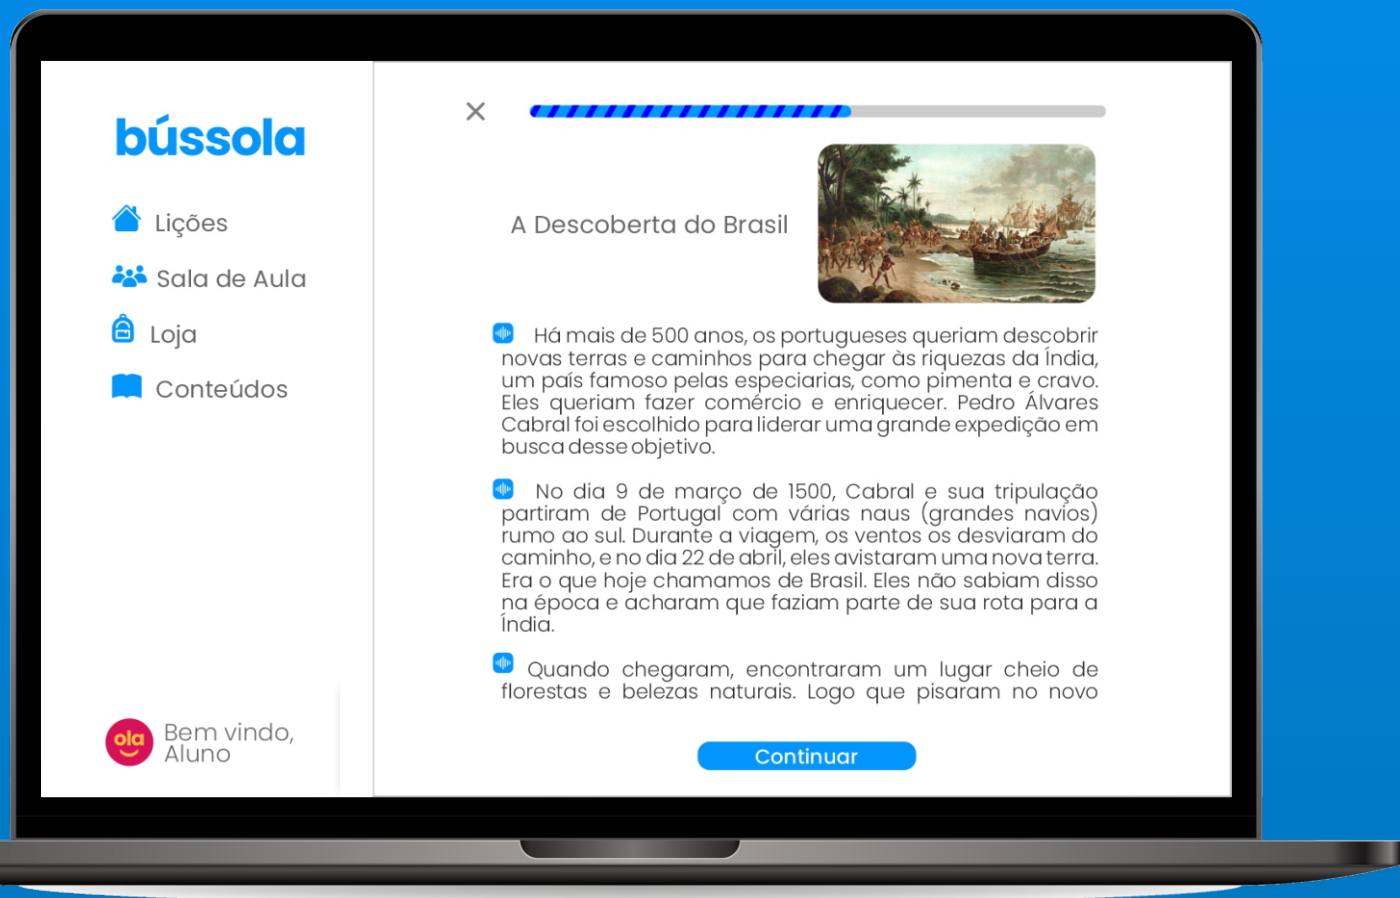 bússola
Lições
Sala de Aula
Loja
Conteúdos
ola
Bem vindo,
Aluno
A Descoberta do Brasil
Há mais de 500 anos, os portugueses queriam descobrir
novas terras e caminhos para chegar às riquezas da Índia,
um país famoso pelas especiarias, como pimenta e cravo.
Eles queriam fazer comércio e enriquecer. Pedro Álvares
Cabral foi escolhido para liderar uma grande expedição em
busca desse objetivo.
No dia 9 de março de 1500, Cabral e sua tripulação
partiram de Portugal com várias naus (grandes navios)
rumo ao sul. Durante a viagem, os ventos os desviaram do
caminho, e no dia 22 de abril, eles avistaram uma nova terra.
Era o que hoje chamamos de Brasil. Eles não sabiam disso
na época e acharam que faziam parte de sua rota para a
Índia.
Quando chegaram, encontraram um lugar cheio de
florestas e belezas naturais. Logo que pisaram no novo
Continuar